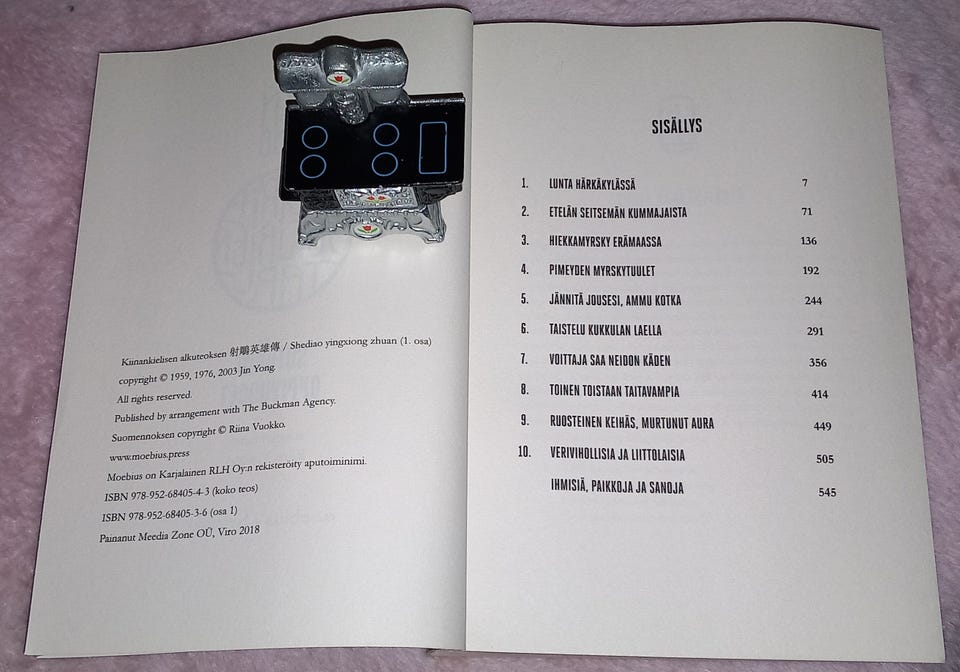 Kiinankielisen alkuteoksen 射鵰英雄傳 / Shediao yingxiong zhuan (1. osa)
copyright © 1959, 1976, 2003 Jin Yong.
All rights reserved.
Published by arrangement with The Buckman Agency.
Suomennoksen copyright © Riina Vuokko.
www.moebius.press
Moebius on Karjalainen RLH Oy:n rekisteröity aputoiminimi.
ISBN 978-952-68405-4-3 (koko teos)
ISBN 978-952-68405-3-6 (osa 1)
Painanut Meedia Zone OÜ, Viro 2018
SISÄLLYS
1. LUNTA HÄRKÄKYLÄSSÄ 7
2. ETELÄN SEITSEMÄN KUMMAJAISTA 71
3. HIEKKAMYRSKY ERÄMAASSA 136
4. PIMEYDEN MYRSKYTUULET 192
5. JÄNNITÄ JOUSESI, AMMU KOTKA 244
6. TAISTELU KUKKULAN LAELLA 291
7. VOITTAJA SAA NEIDON KÄDEN 356
8. TOINEN TOISTAAN TAITAVAMPIA 414
9. RUOSTEINEN KEIHÄS, MURTUNUT AURA 449
10. VERIVIHOLLISIA JA LIITTOLAISIA 505
IHMISIÄ, PAIKKOJA JA SANOJA 545